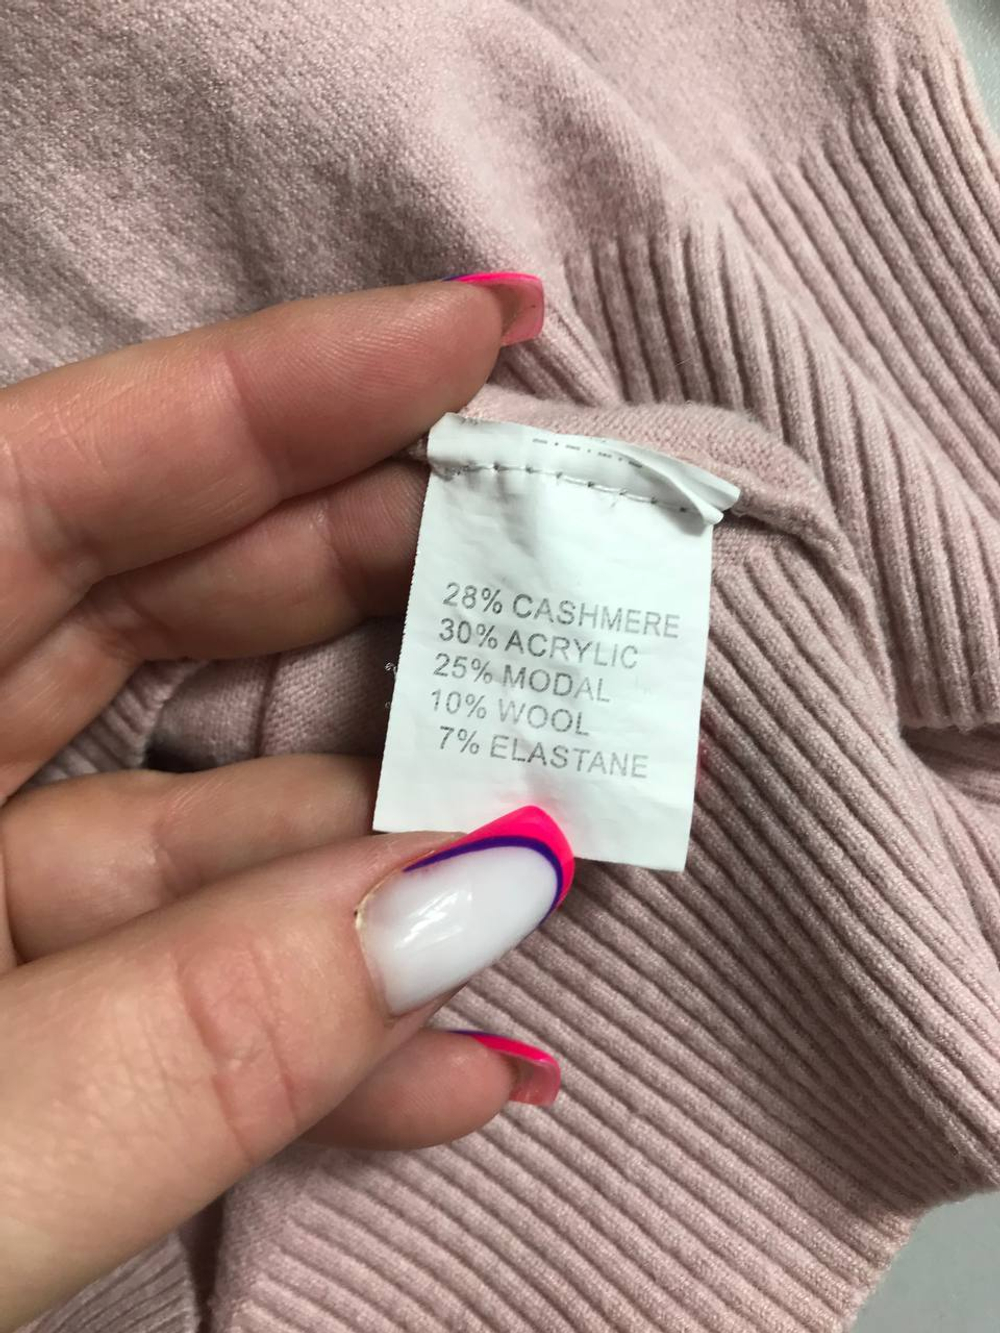 28% CASHMERE
30% ACRYLIC
25% MODAL
10% WOOL
7% ELASTANE